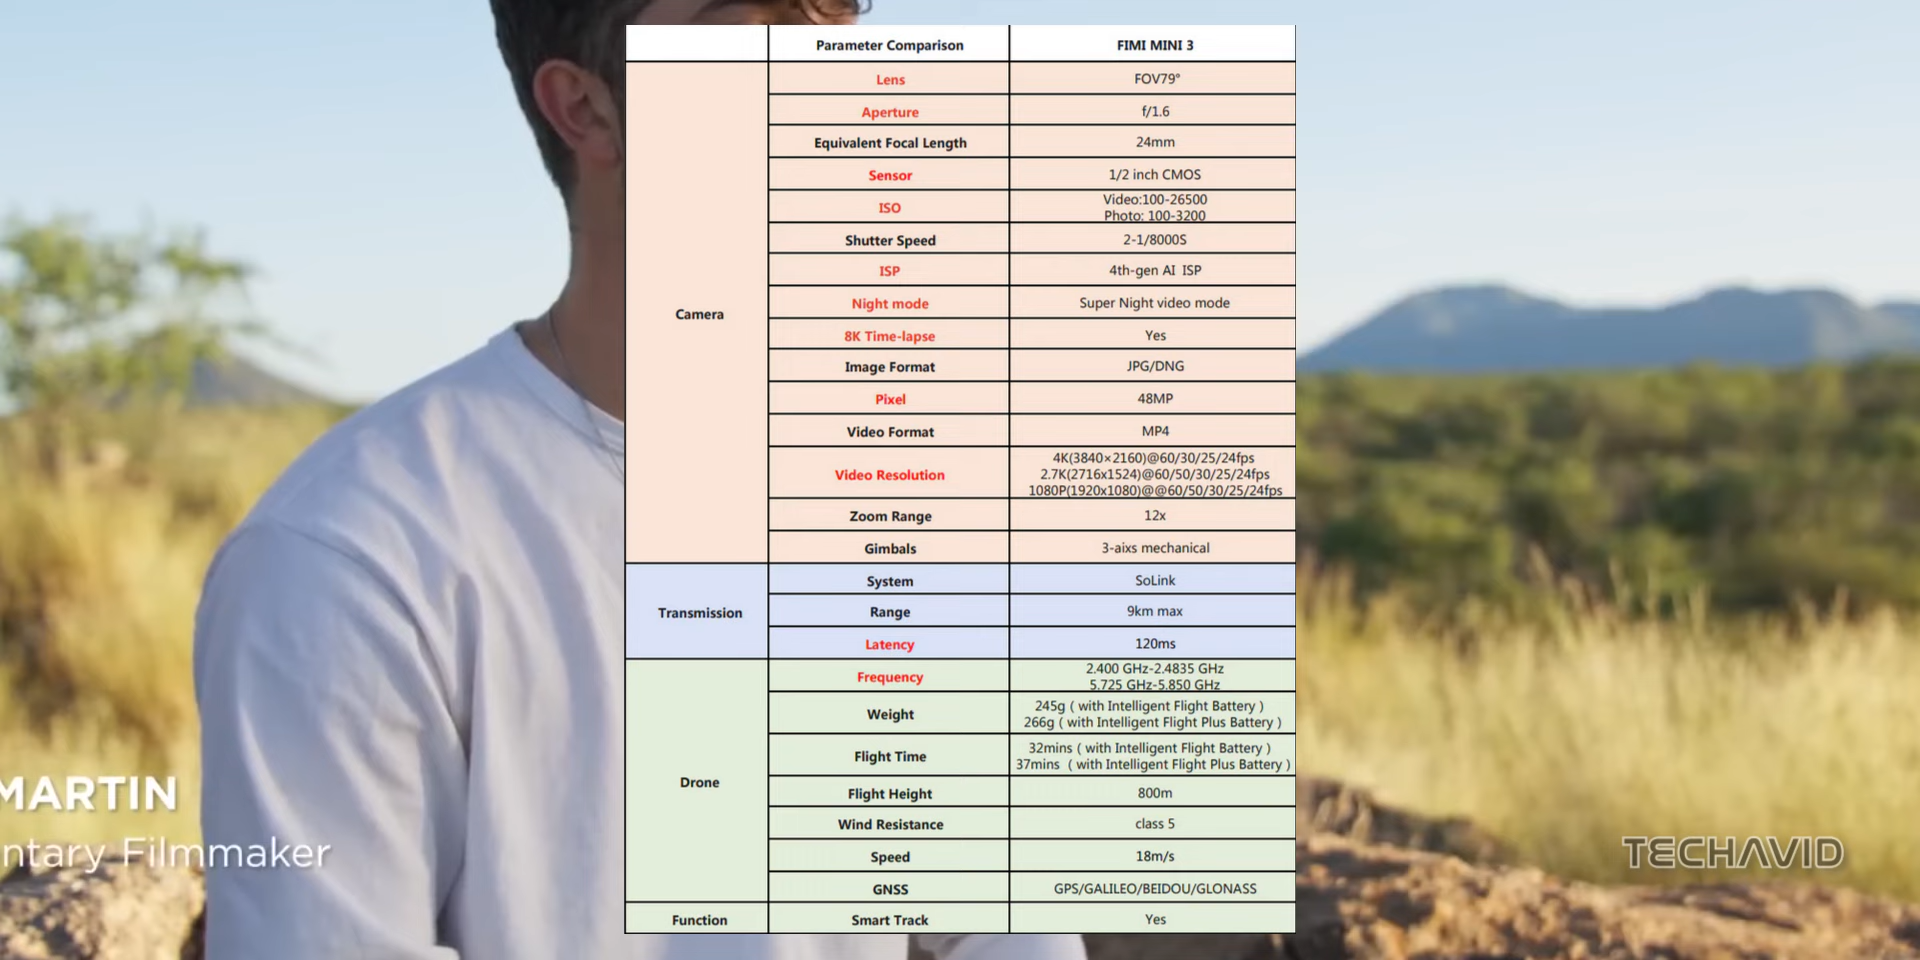 Parameter Comparison FIMI MINI 3
Camera
Lens FOV79°
Aperture f/1.6
Equivalent Focal Length 24mm
Sensor 1/2 inch CMOS
ISO Video:100-26500
Photo: 100-3200
Shutter Speed 2-1/8000S
ISP 4th-gen AI ISP
Night mode Super Night video mode
8K Time-lapse Yes
Image Format JPG/DNG
Pixel 48MP
Video Format MP4
Video Resolution 4K(3840×2160)@60/30/25/24fps
2.7K(2716x1524)@60/50/30/25/24fps
1080P(1920x1080)@@60/50/30/25/24fps
Zoom Range 12x
Gimbals 3-aixs mechanical
Transmission
System SoLink
Range 9km max
Latency 120ms
Drone
Frequency 2.400 GHz-2.4835 GHz
5.725 GHz-5.850 GHz
Weight 245g ( with Intelligent Flight Battery )
266g ( with Intelligent Flight Plus Battery )
Flight Time 32mins ( with Intelligent Flight Battery )
37mins ( with Intelligent Flight Plus Battery )
Flight Height 800m
Wind Resistance class 5
Speed 18m/s
GNSS GPS/GALILEO/BEIDOU/GLONASS
Function Smart Track Yes
MARTIN
ntary Filmmaker
TECHAVID